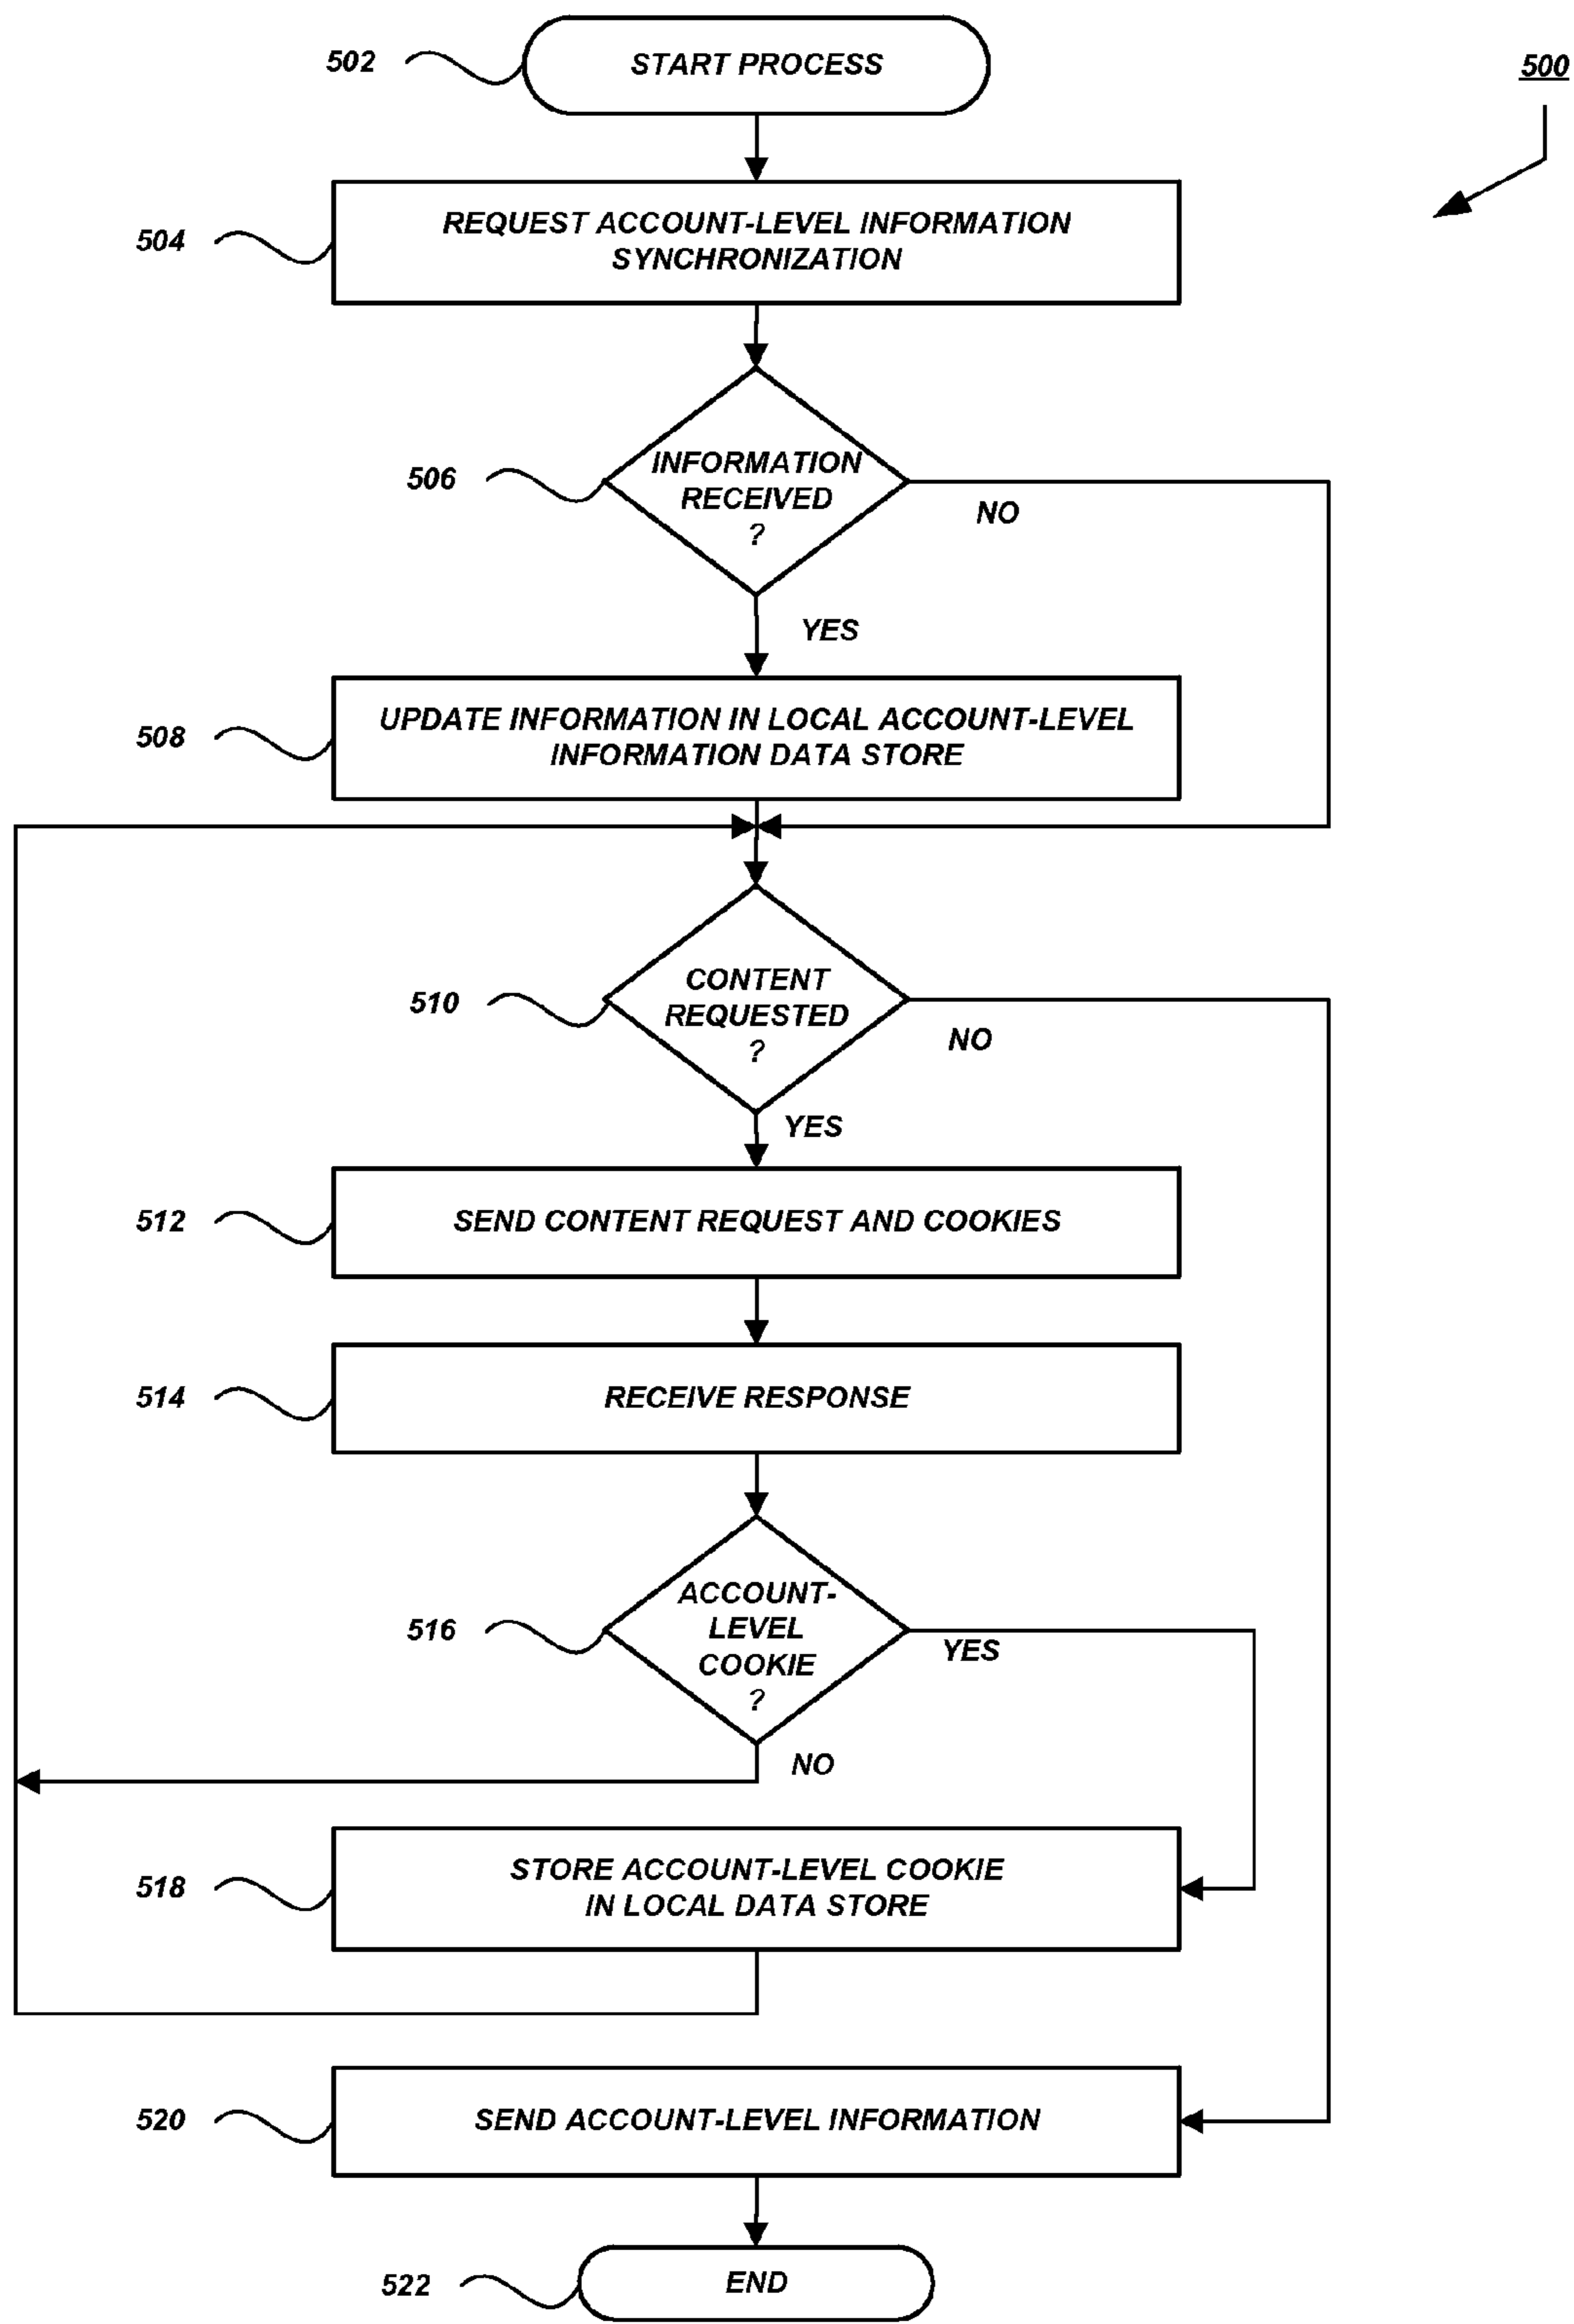 502
START PROCESS
500
504
REQUEST ACCOUNT-LEVEL INFORMATION
SYNCHRONIZATION
506
INFORMATION
RECEIVED
?
NO
YES
508
UPDATE INFORMATION IN LOCAL ACCOUNT-LEVEL
INFORMATION DATA STORE
510
CONTENT
REQUESTED
?
NO
YES
512
SEND CONTENT REQUEST AND COOKIES
514
RECEIVE RESPONSE
516
ACCOUNT-
LEVEL
COOKIE
?
YES
NO
518
STORE ACCOUNT-LEVEL COOKIE
IN LOCAL DATA STORE
520
SEND ACCOUNT-LEVEL INFORMATION
522
END